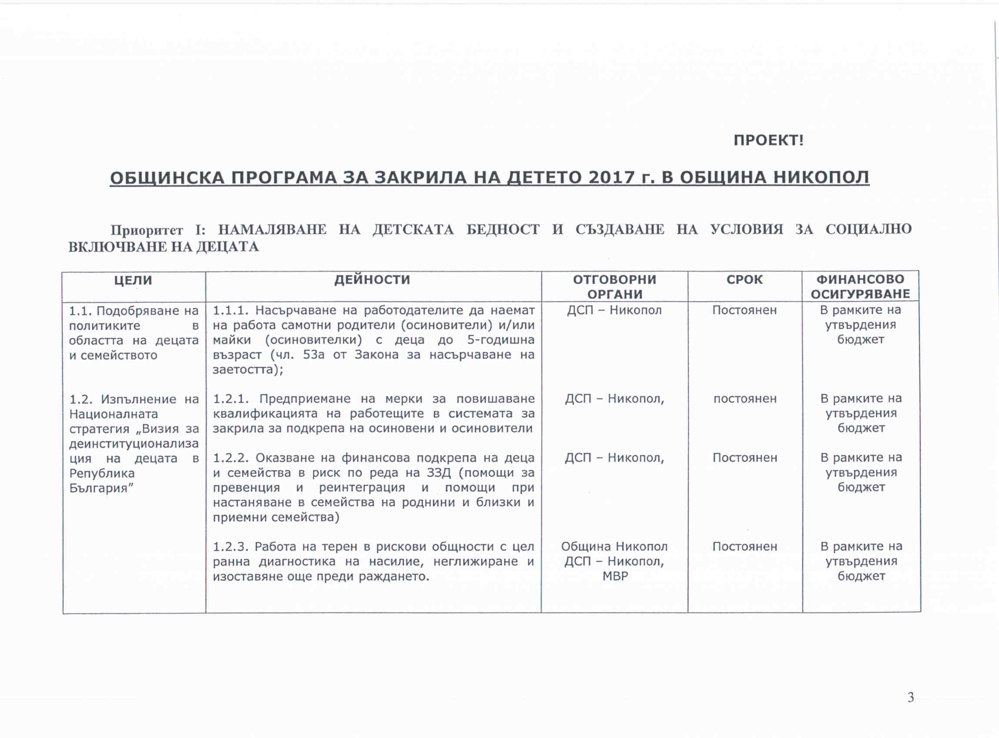 ПРОЕКТ!
ОБЩИНСКА ПРОГРАМА ЗА ЗАКРИЛА НА ДЕТЕТО 2017 г. В ОБЩИНА НИКОПОЛ
Приоритет I: НАМАЛЯВАНЕ НА ДЕТСКАТА БЕДНОСТ И СЪЗДАВАНЕ НА УСЛОВИЯ ЗА СОЦИАЛНО
ВКЛЮЧВАНЕ НА ДЕЦАТА
ЦЕЛИ
ДЕЙНОСТИ
ОТГОВОРНИ
ОРГАНИ
СРОК
ФИНАНСОВО
ОСИГУРЯВАНЕ
1.1. Подобряване на
политиките в
областта на децата
и семейството
1.1.1. Насърчаване на работодателите да наемат
на работа самотни родители (осиновители) и/или
майки (осиновителки) с деца до 5-годишна
възраст (чл. 53а от Закона за насърчаване на
заетостта);
ДСП – Никопол
Постоянен
В рамките на
утвърдения
бюджет
1.2. Изпълнение на
Националната
стратегия „Визия за
деинституционализа
ция на децата в
Република
България"
1.2.1. Предприемане на мерки за повишаване
квалификацията на работещите в системата за
закрила за подкрепа на осиновени и осиновители
ДСП – Никопол,
постоянен
В рамките на
утвърдения
бюджет
1.2.2. Оказване на финансова подкрепа на деца
и семейства в риск по реда на ЗЗД (помощи за
превенция и реинтеграция и помощи при
настаняване в семейства на роднини и близки и
приемни семейства)
ДСП – Никопол,
Постоянен
В рамките на
утвърдения
бюджет
1.2.3. Работа на терен в рискови общности с цел
ранна диагностика на насилие, неглижиране и
изоставяне още преди раждането.
Община Никопол
ДСП – Никопол,
МВР
Постоянен
В рамките на
утвърдения
бюджет
3